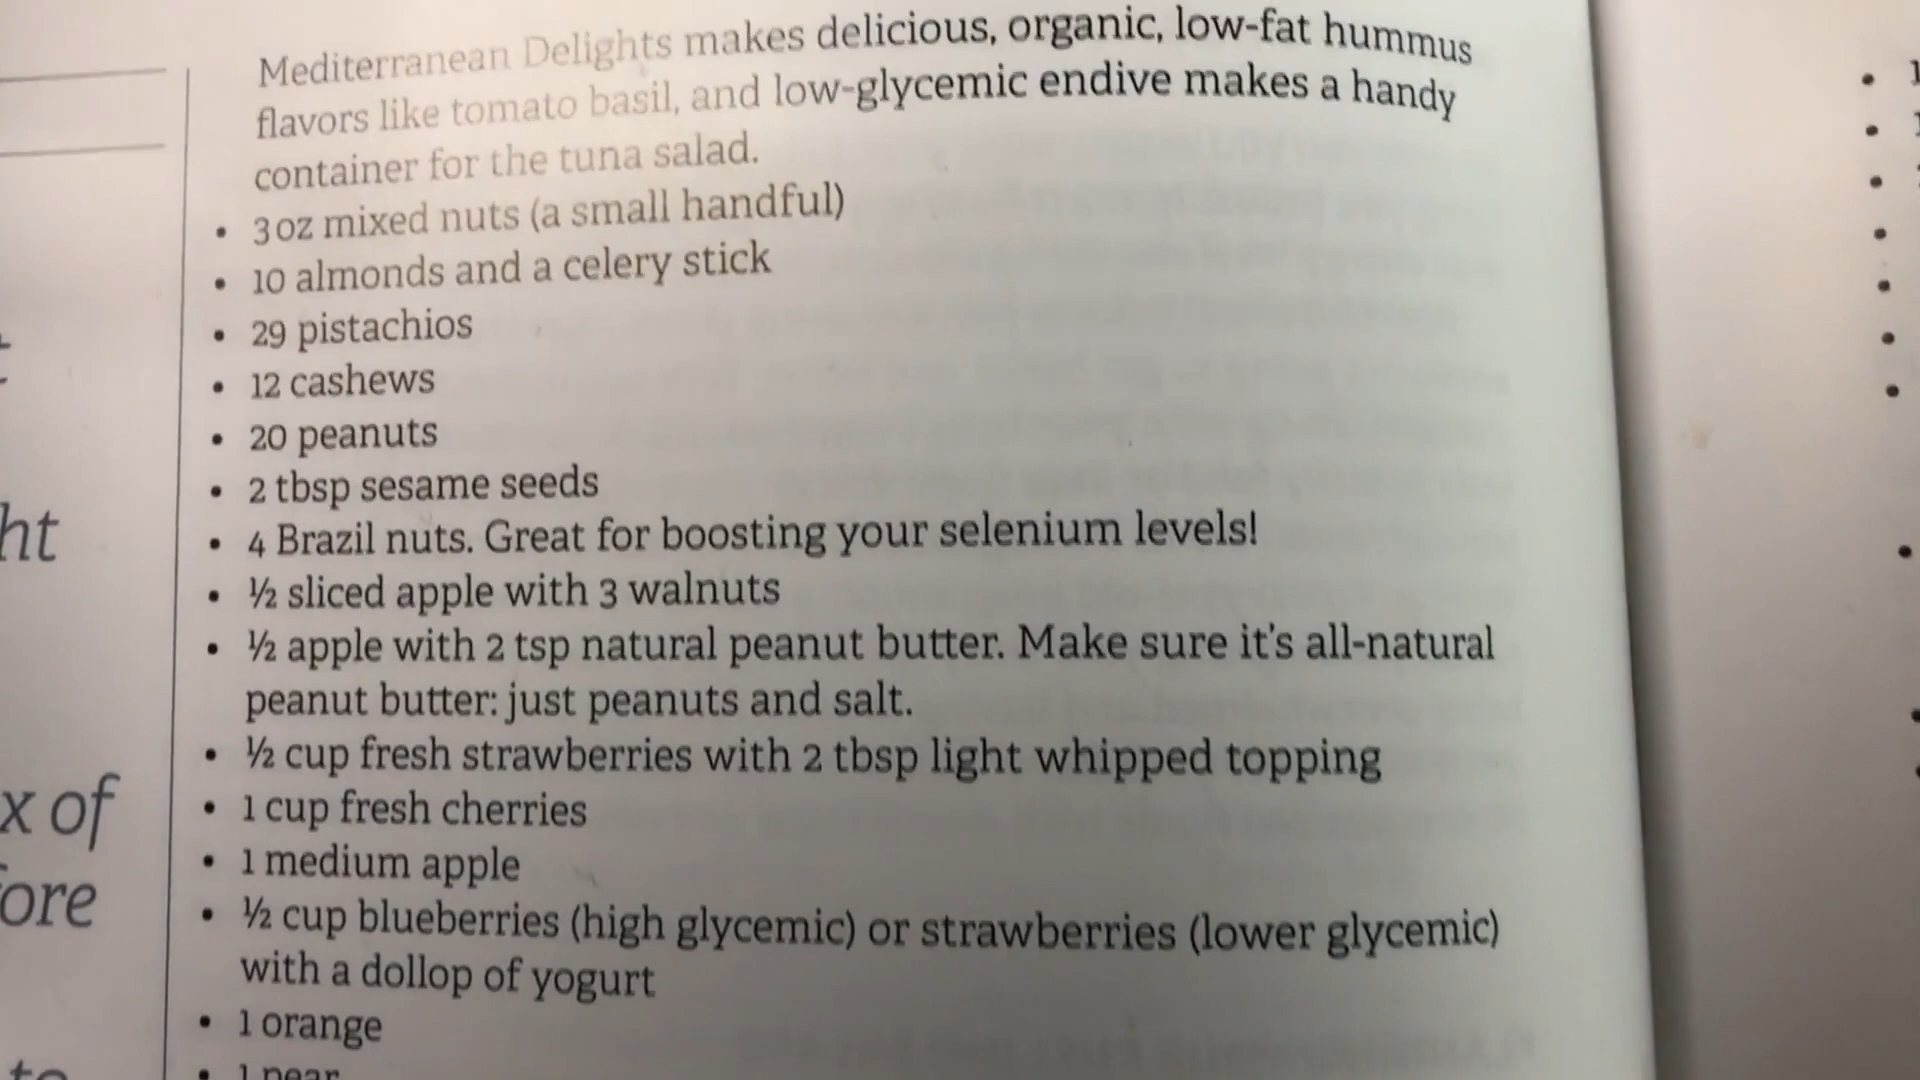 Mediterranean Delights makes delicious, organic, low-fat hummus
flavors like tomato basil, and low-glycemic endive makes a handy
container for the tuna salad.
• 3 oz mixed nuts (a small handful)
• 10 almonds and a celery stick
• 29 pistachios
• 12 cashews
• 20 peanuts
• 2 tbsp sesame seeds
• 4 Brazil nuts. Great for boosting your selenium levels!
• ½ sliced apple with 3 walnuts
• ½ apple with 2 tsp natural peanut butter. Make sure it's all-natural
peanut butter: just peanuts and salt.
• ½ cup fresh strawberries with 2 tbsp light whipped topping
• 1 cup fresh cherries
• 1 medium apple
• ½ cup blueberries (high glycemic) or strawberries (lower glycemic)
with a dollop of yogurt
• 1 orange
• 1 pear
ht
x of
ore
to